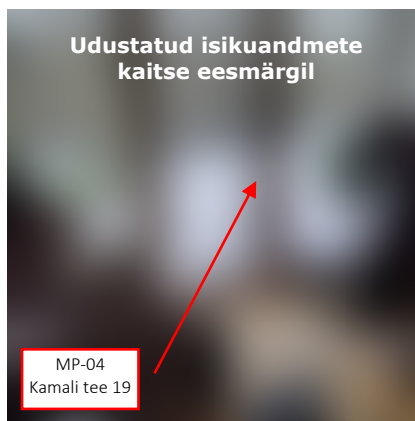 Udustatud isikuandmete
kaitse eesmärgil
MP-04
Kamali tee 19